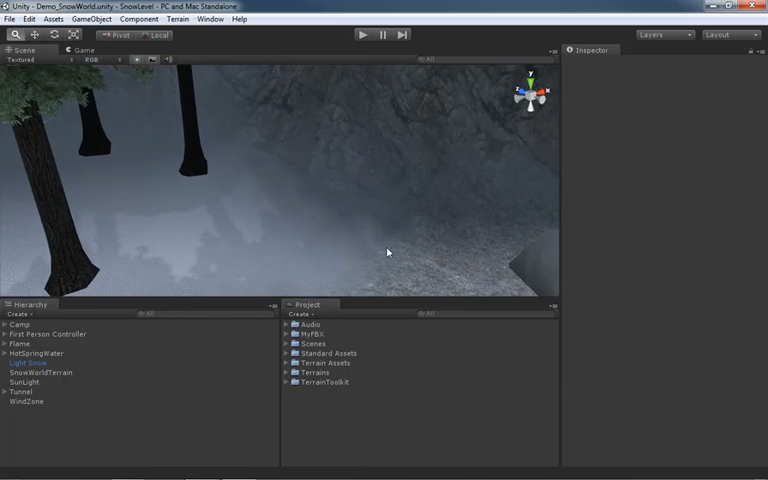 Unity - Demo_SnowWorld.unity - SnowLevel - PC and Mac Standalone
File Edit Assets GameObject Component Terrain Window Help
Pivot Local Layers Layout
Scene Game Inspector
Textured RGB All
y
z x
Hierarchy Project
Create All Create All
Camp
First Person Controller
Flame
HotSpringWater
Light Snow
SnowWorldTerrain
SunLight
Tunnel
WindZone
Audio
MyFBX
Scenes
Standard Assets
Terrain Assets
Terrains
TerrainToolkit